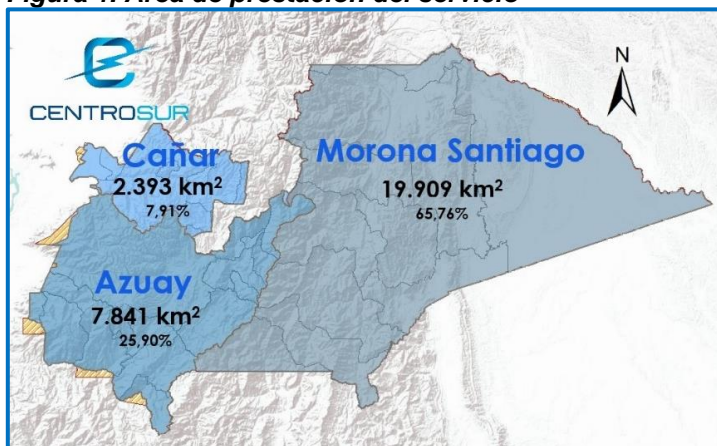 Figura 1. Área de prestación del servicio
CENTROSUR
N
Cañar
2.393 km²
7,91%
Morona Santiago
19.909 km²
65,76%
Azuay
7.841 km²
25,90%